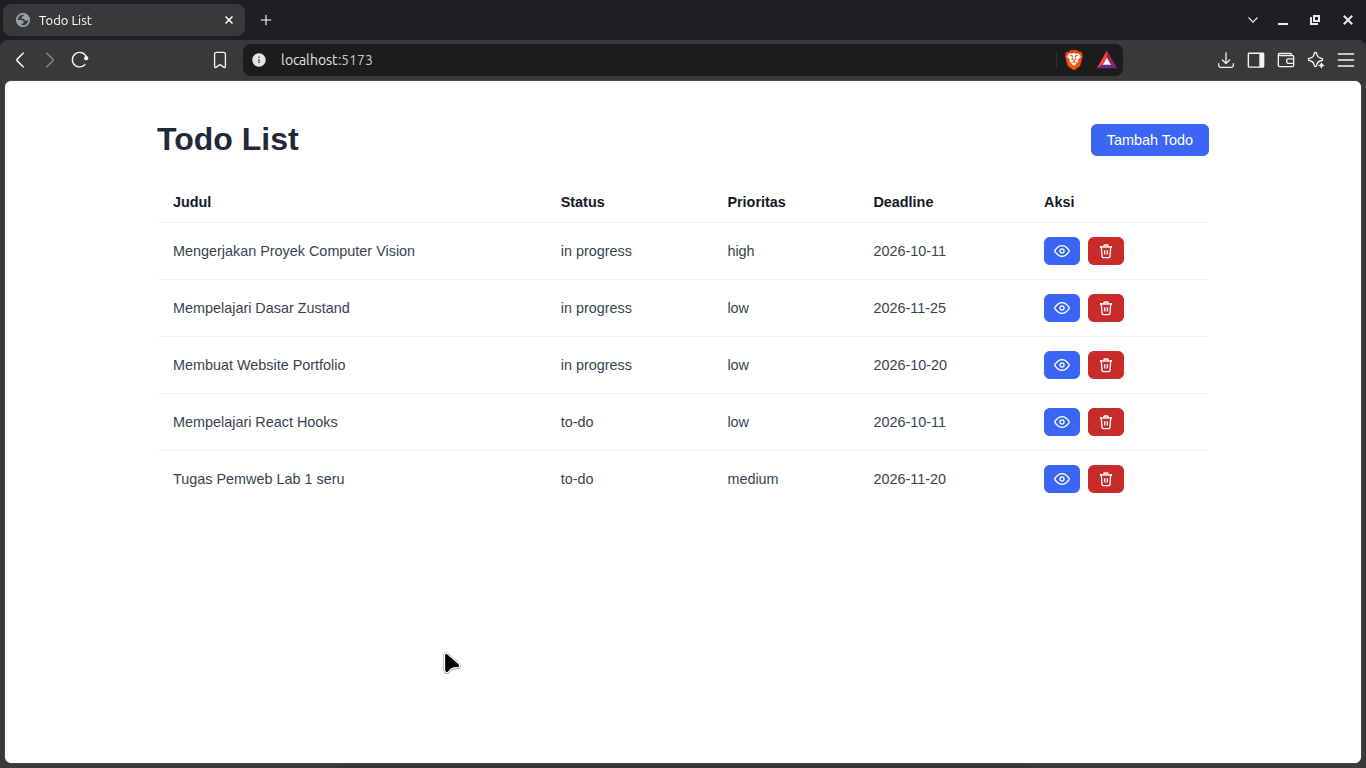 Todo List
localhost:5173
Todo List
Tambah Todo
Judul Status Prioritas Deadline Aksi
Mengerjakan Proyek Computer Vision in progress high 2026-10-11
Mempelajari Dasar Zustand in progress low 2026-11-25
Membuat Website Portfolio in progress low 2026-10-20
Mempelajari React Hooks to-do low 2026-10-11
Tugas Pemweb Lab 1 seru to-do medium 2026-11-20